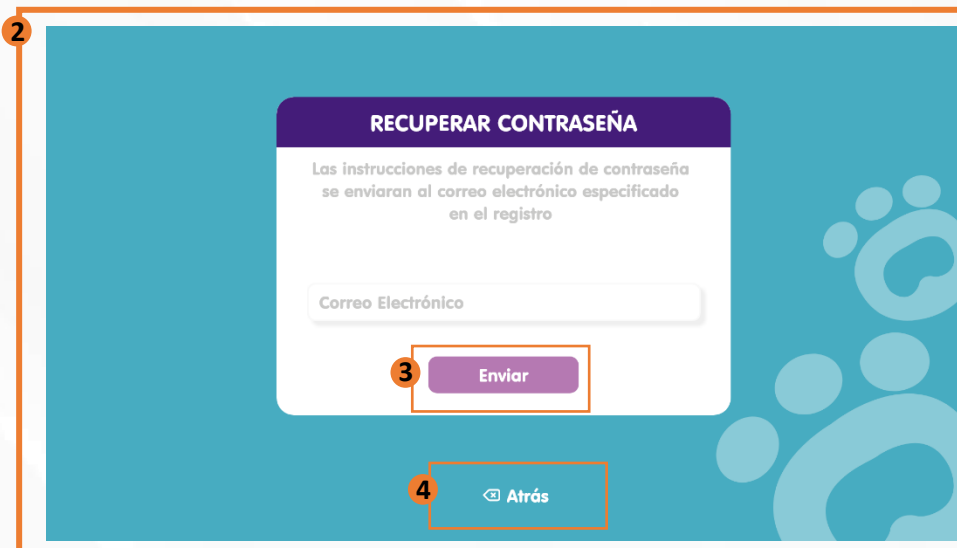 2
RECUPERAR CONTRASEÑA
Las instrucciones de recuperación de contraseña
se enviaran al correo electrónico especificado
en el registro
Correo Electrónico
3
Enviar
4
Atrás